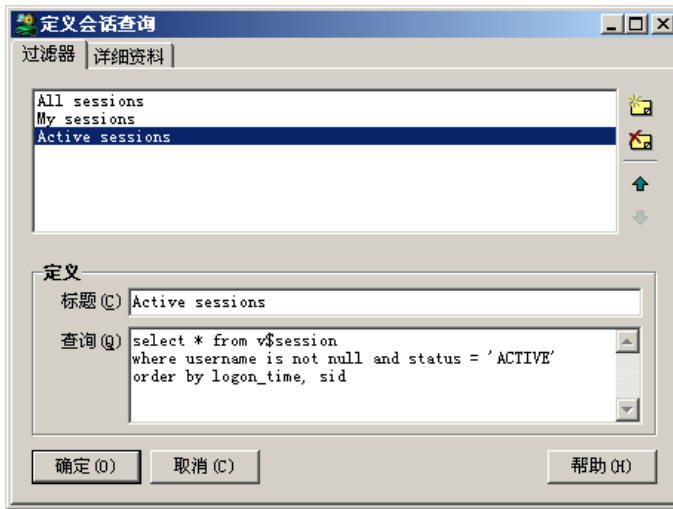 定义会话查询
过滤器 详细资料
All sessions
My sessions
Active sessions
定义
标题(C) Active sessions
查询(Q) select * from v$session
where username is not null and status = 'ACTIVE'
order by logon_time, sid
确定(O) 取消(C) 帮助(H)